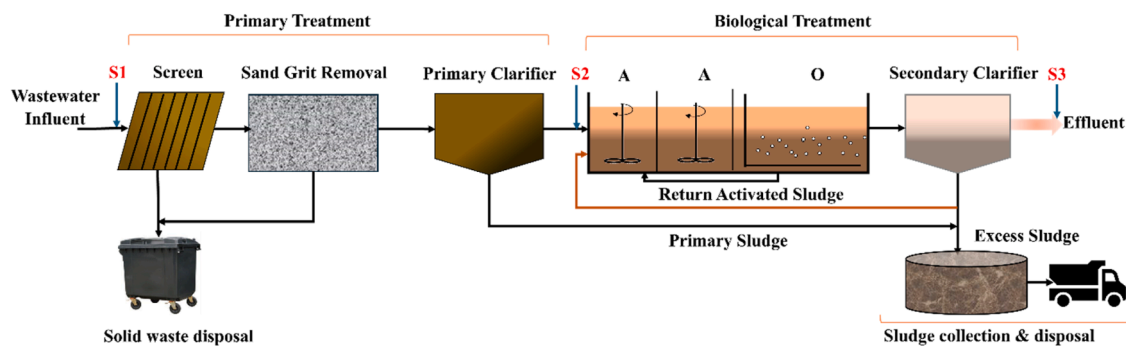 Primary Treatment
Biological Treatment
S1
Screen
Sand Grit Removal
Primary Clarifier
S2
A
A
O
Secondary Clarifier
S3
Wastewater
Influent
Effluent
Return Activated Sludge
Primary Sludge
Excess Sludge
Solid waste disposal
Sludge collection & disposal